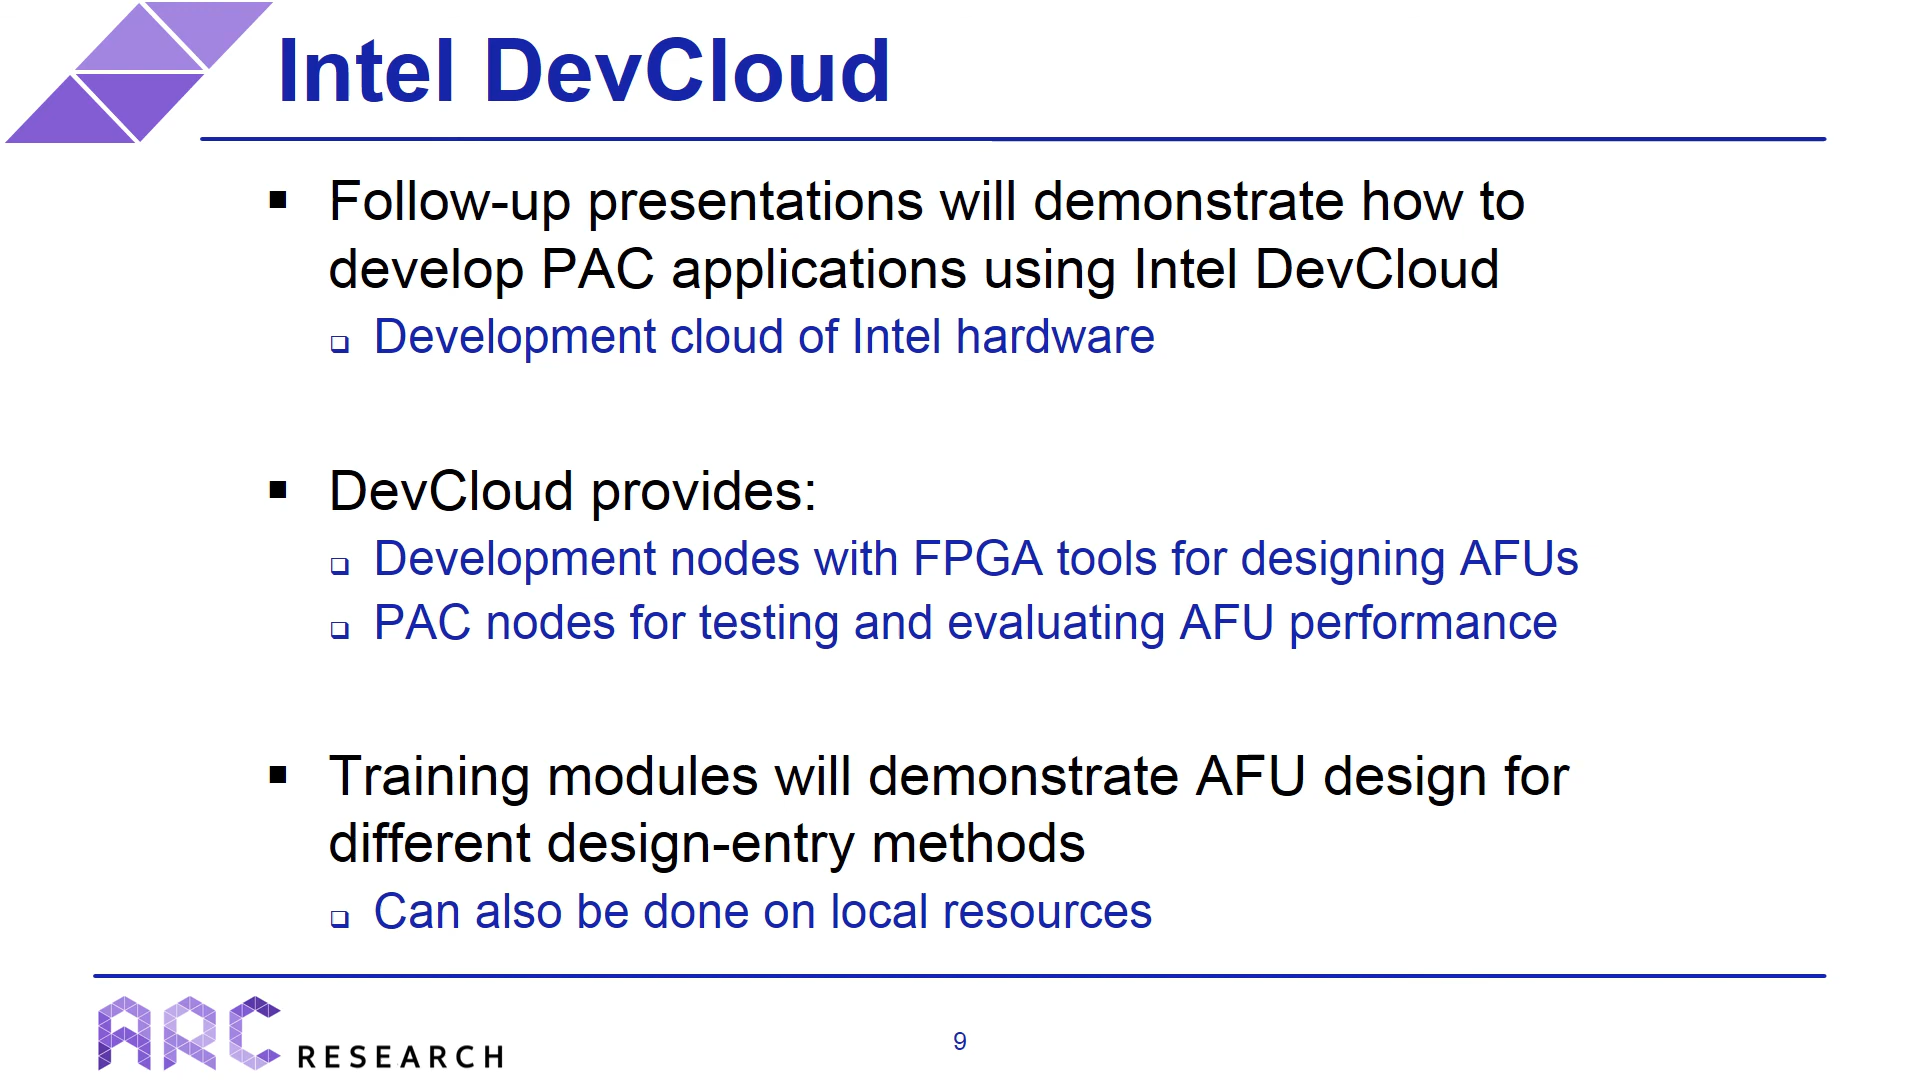 Intel DevCloud
Follow-up presentations will demonstrate how to
develop PAC applications using Intel DevCloud
Development cloud of Intel hardware
DevCloud provides:
Development nodes with FPGA tools for designing AFUs
PAC nodes for testing and evaluating AFU performance
Training modules will demonstrate AFU design for
different design-entry methods
Can also be done on local resources
ARC RESEARCH
9